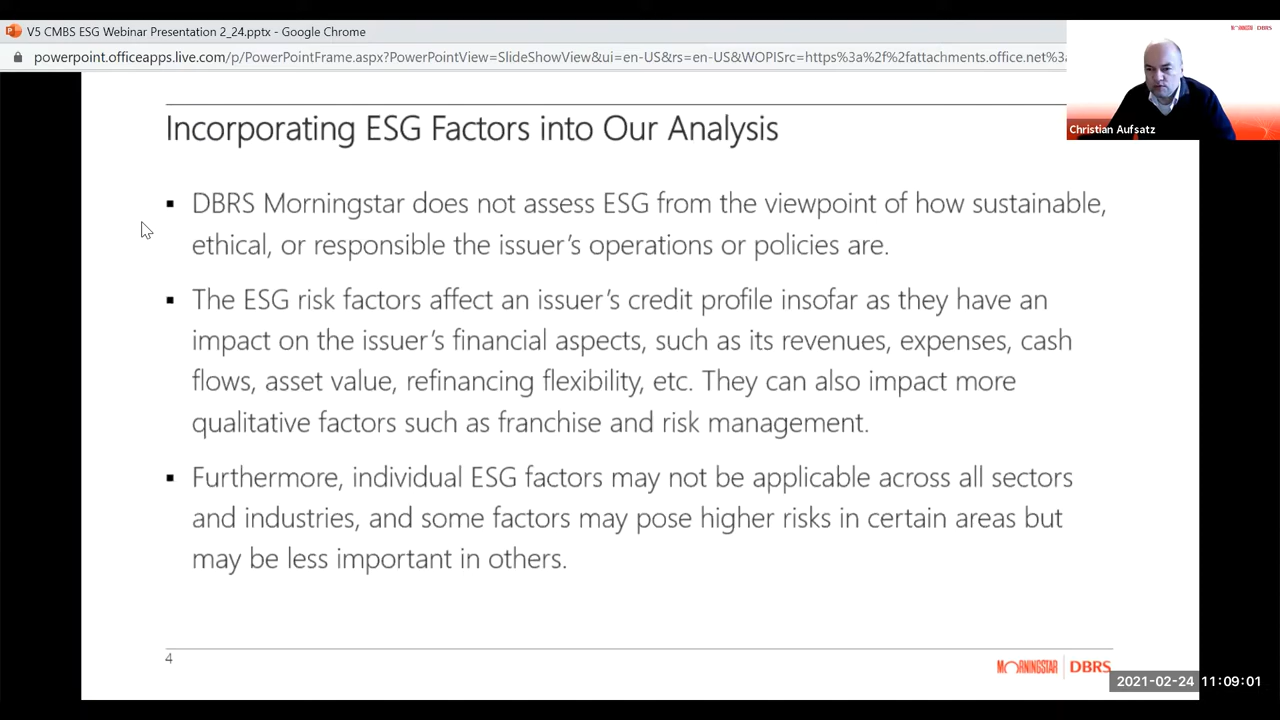 V5 CMBS ESG Webinar Presentation 2_24.pptx - Google Chrome
powerpoint.officeapps.live.com/p/PowerPointFrame.aspx?PowerPointView=SlideShowView&ui=en-US&rs=en-US&WOPISrc=https%3a%2f%2fattachments.office.net%3a
MORNINGSTAR DBRS
Christian Aufsatz
Incorporating ESG Factors into Our Analysis
▪ DBRS Morningstar does not assess ESG from the viewpoint of how sustainable,
ethical, or responsible the issuer’s operations or policies are.
▪ The ESG risk factors affect an issuer’s credit profile insofar as they have an
impact on the issuer’s financial aspects, such as its revenues, expenses, cash
flows, asset value, refinancing flexibility, etc. They can also impact more
qualitative factors such as franchise and risk management.
▪ Furthermore, individual ESG factors may not be applicable across all sectors
and industries, and some factors may pose higher risks in certain areas but
may be less important in others.
4
MORNINGSTAR | DBRS
2021-02-24 11:09:01